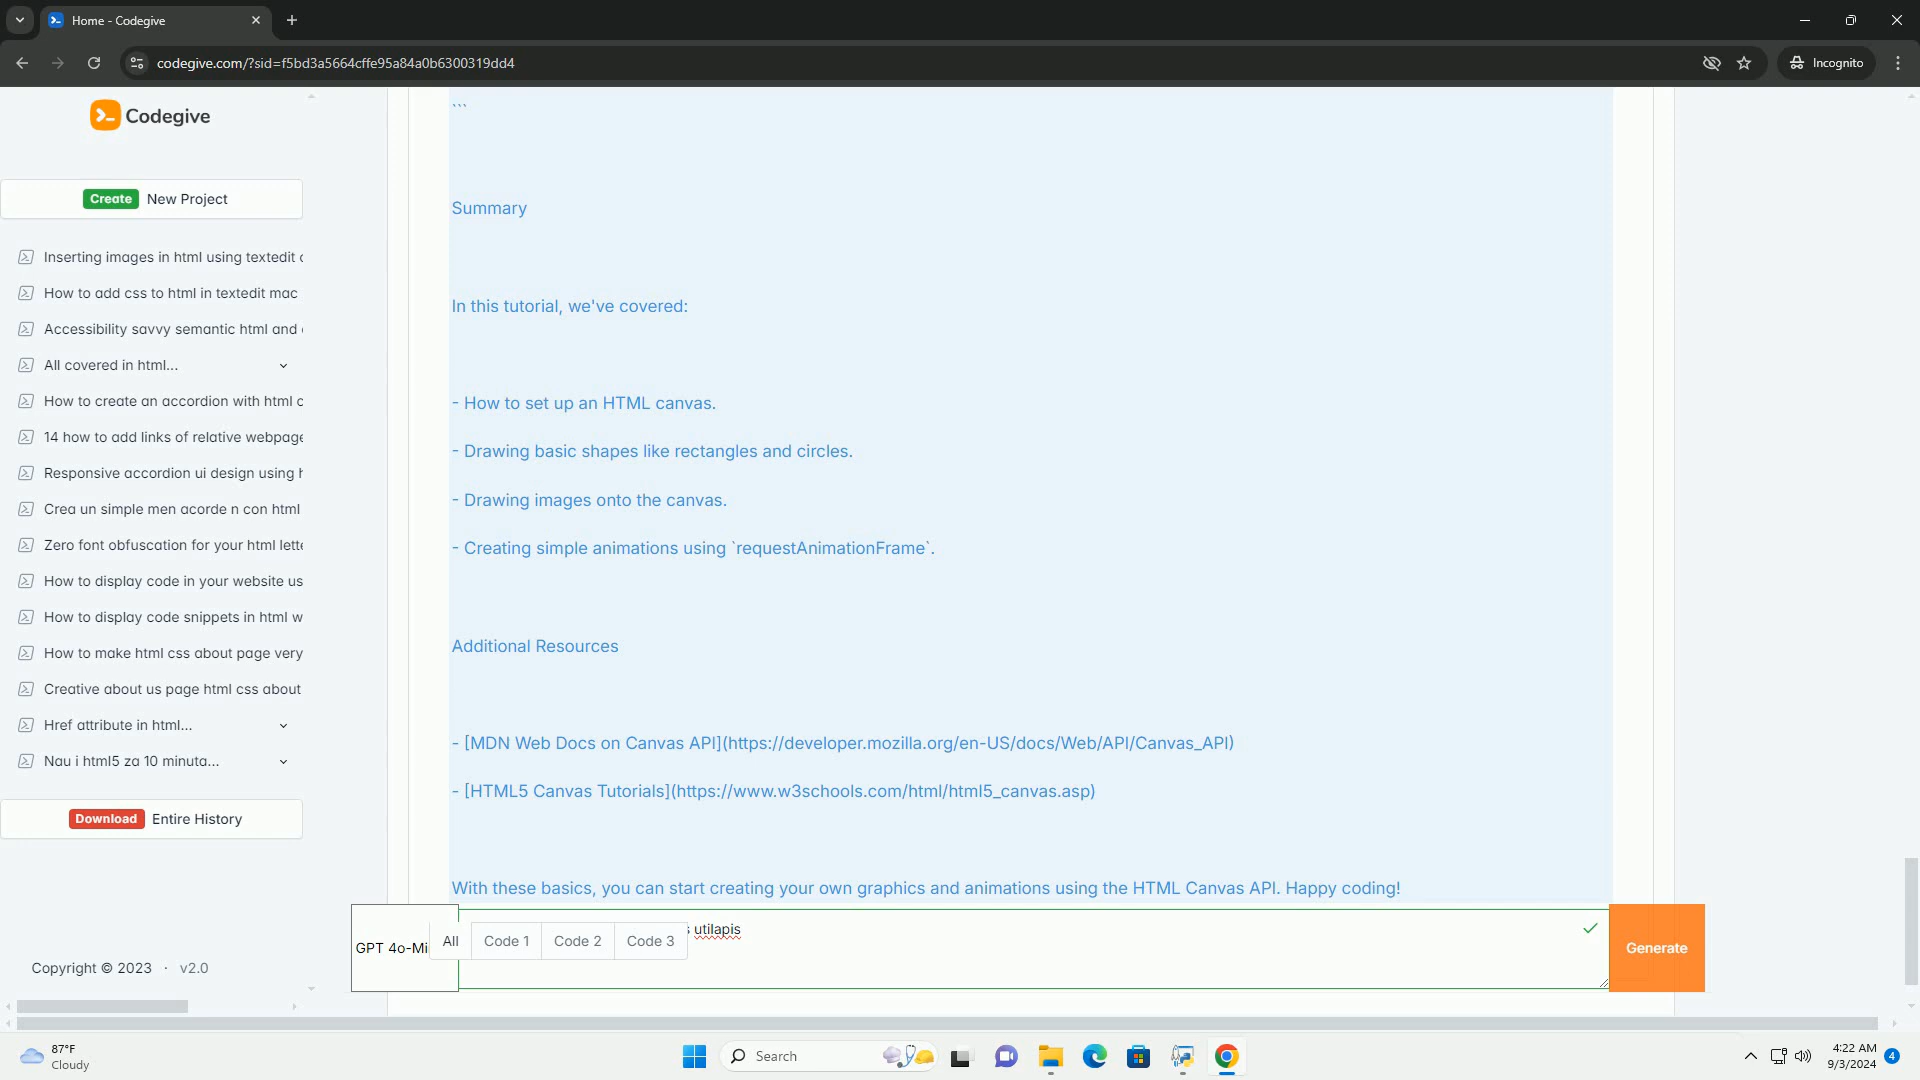 Home - Codegive
codegive.com/?sid=f5bd3a5664cffe95a84a0b6300319dd4
Incognito
Codegive
Create New Project
Inserting images in html using textedit
How to add css to html in textedit mac
Accessibility savvy semantic html and
All covered in html...
How to create an accordion with html
14 how to add links of relative webpage
Responsive accordion ui design using
Crea un simple men acorde n con html
Zero font obfuscation for your html lette
How to display code in your website us
How to display code snippets in html w
How to make html css about page very
Creative about us page html css about
Href attribute in html...
Nau i html5 za 10 minuta...
Download Entire History
Copyright © 2023 · v2.0
```
Summary
In this tutorial, we've covered:
- How to set up an HTML canvas.
- Drawing basic shapes like rectangles and circles.
- Drawing images onto the canvas.
- Creating simple animations using `requestAnimationFrame`.
Additional Resources
- [MDN Web Docs on Canvas API](https://developer.mozilla.org/en-US/docs/Web/API/Canvas_API)
- [HTML5 Canvas Tutorials](https://www.w3schools.com/html/html5_canvas.asp)
With these basics, you can start creating your own graphics and animations using the HTML Canvas API. Happy coding!
utilapis
GPT 4o-Mi All Code 1 Code 2 Code 3
Generate
87°F
Cloudy
Search
4:22 AM
9/3/2024
4